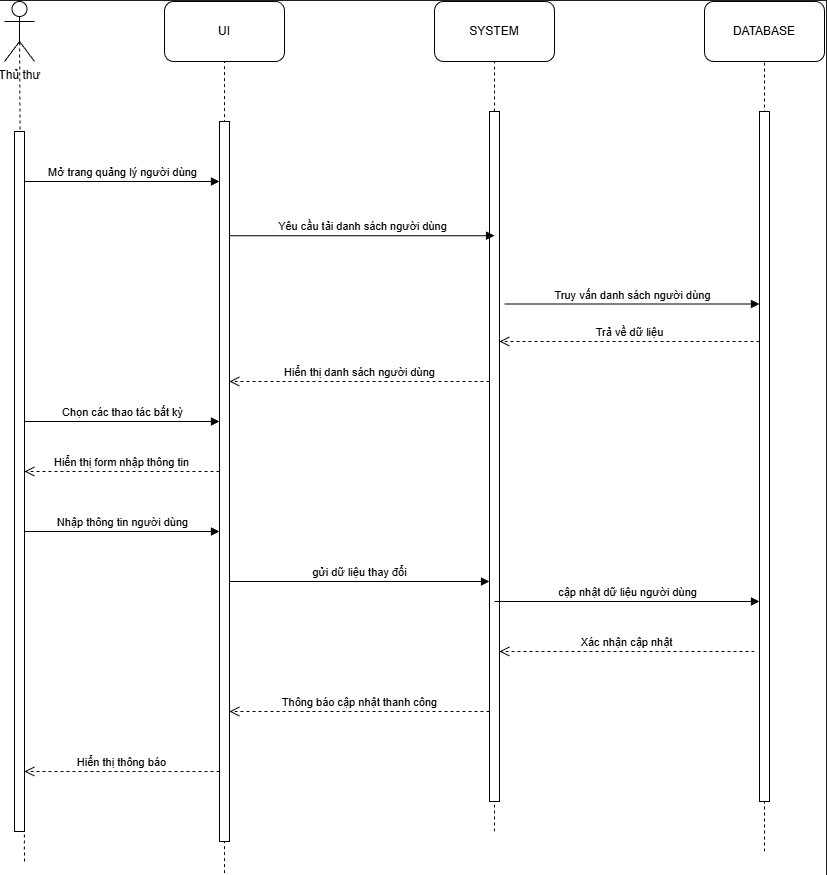 UI
SYSTEM
DATABASE
Thủ thư
Mở trang quảng lý người dùng
Yêu cầu tải danh sách người dùng
Truy vấn danh sách người dùng
Trả về dữ liệu
Hiển thị danh sách người dùng
Chọn các thao tác bất kỳ
Hiển thị form nhập thông tin
Nhập thông tin người dùng
gửi dữ liệu thay đổi
cập nhật dữ liệu người dùng
Xác nhận cập nhật
Thông báo cập nhật thanh công
Hiển thị thông báo